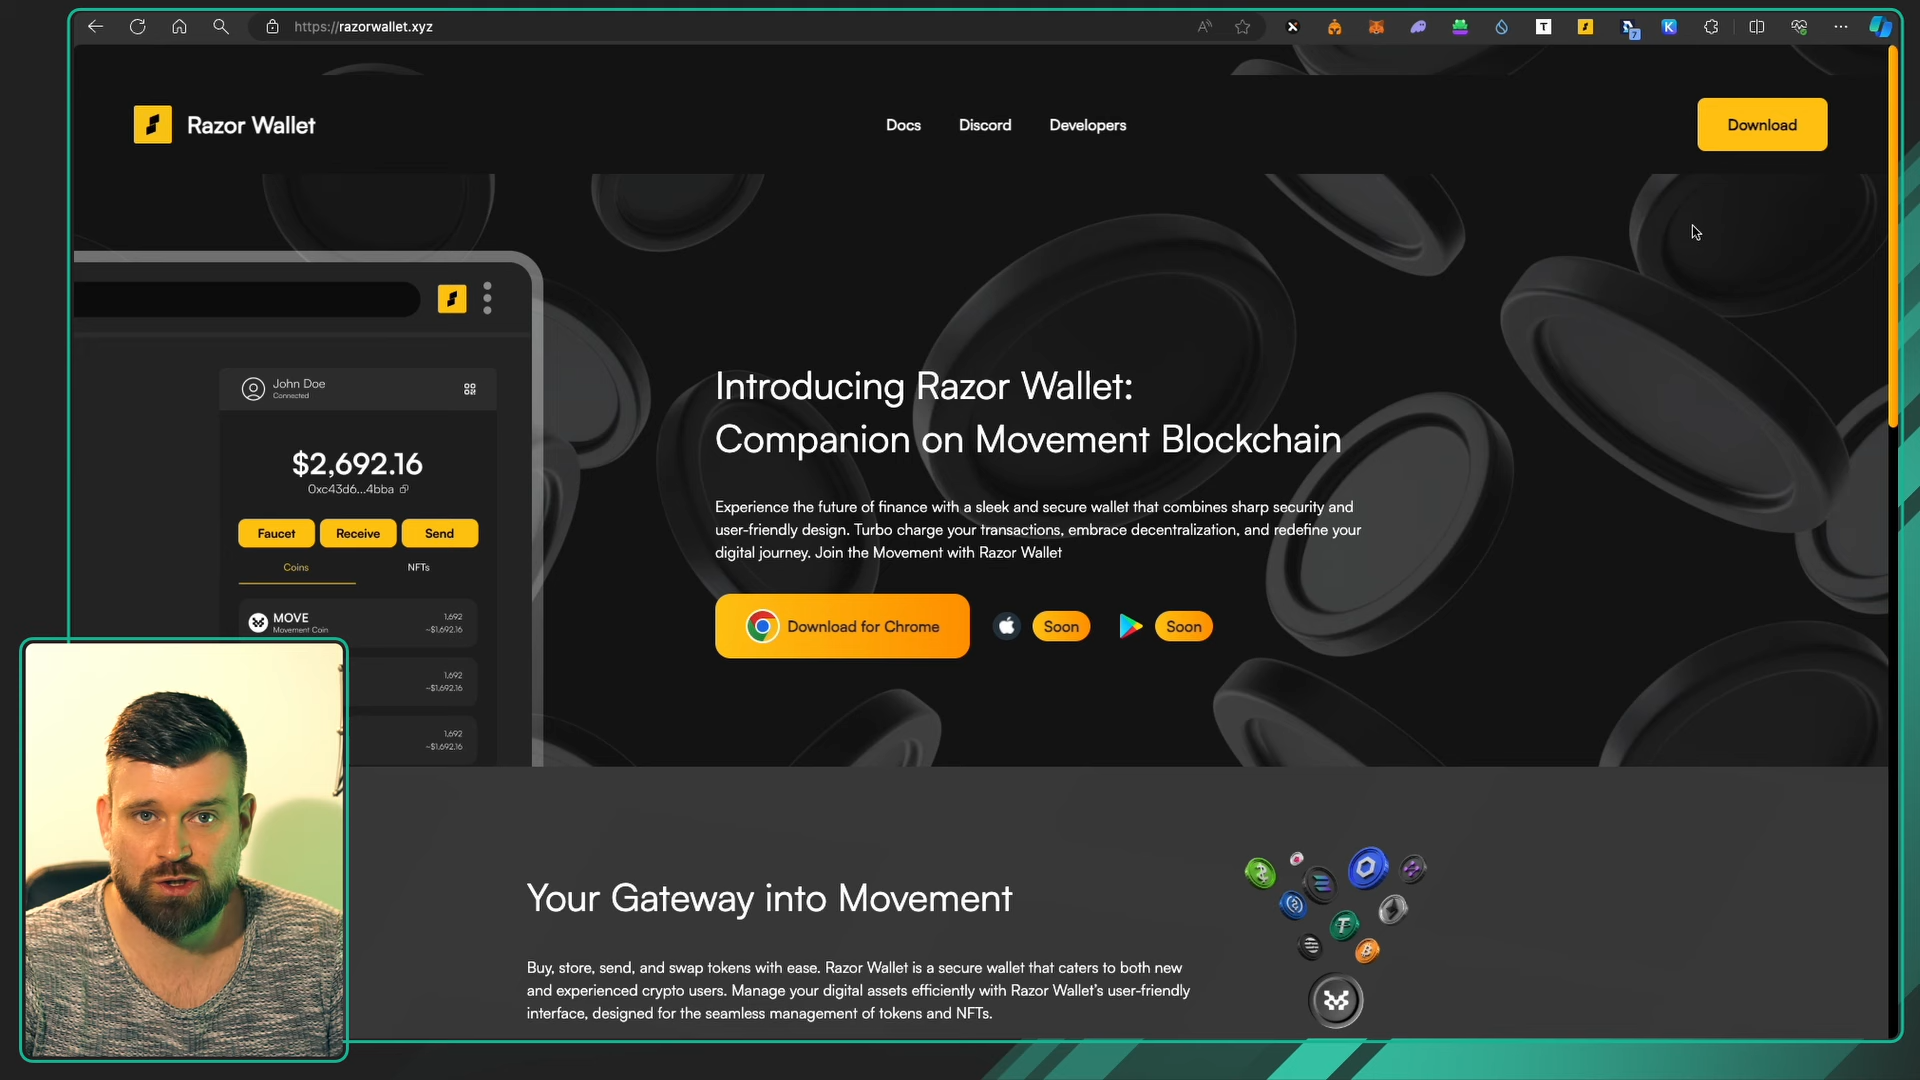 https://razorwallet.xyz
7
Razor Wallet
Docs
Discord
Developers
Download
John Doe
Connected
$2,692.16
0xc43d6...4bba
Faucet
Receive
Send
Coins
NFTs
MOVE
Movement Coin
1,692
~$1,692.16
1,692
~$1,692.16
1,692
~$1,692.16
Introducing Razor Wallet:
Companion on Movement Blockchain
Experience the future of finance with a sleek and secure wallet that combines sharp security and
user-friendly design. Turbo charge your transactions, embrace decentralization, and redefine your
digital journey. Join the Movement with Razor Wallet
Download for Chrome
Soon
Soon
Your Gateway into Movement
Buy, store, send, and swap tokens with ease. Razor Wallet is a secure wallet that caters to both new
and experienced crypto users. Manage your digital assets efficiently with Razor Wallet's user-friendly
interface, designed for the seamless management of tokens and NFTs.